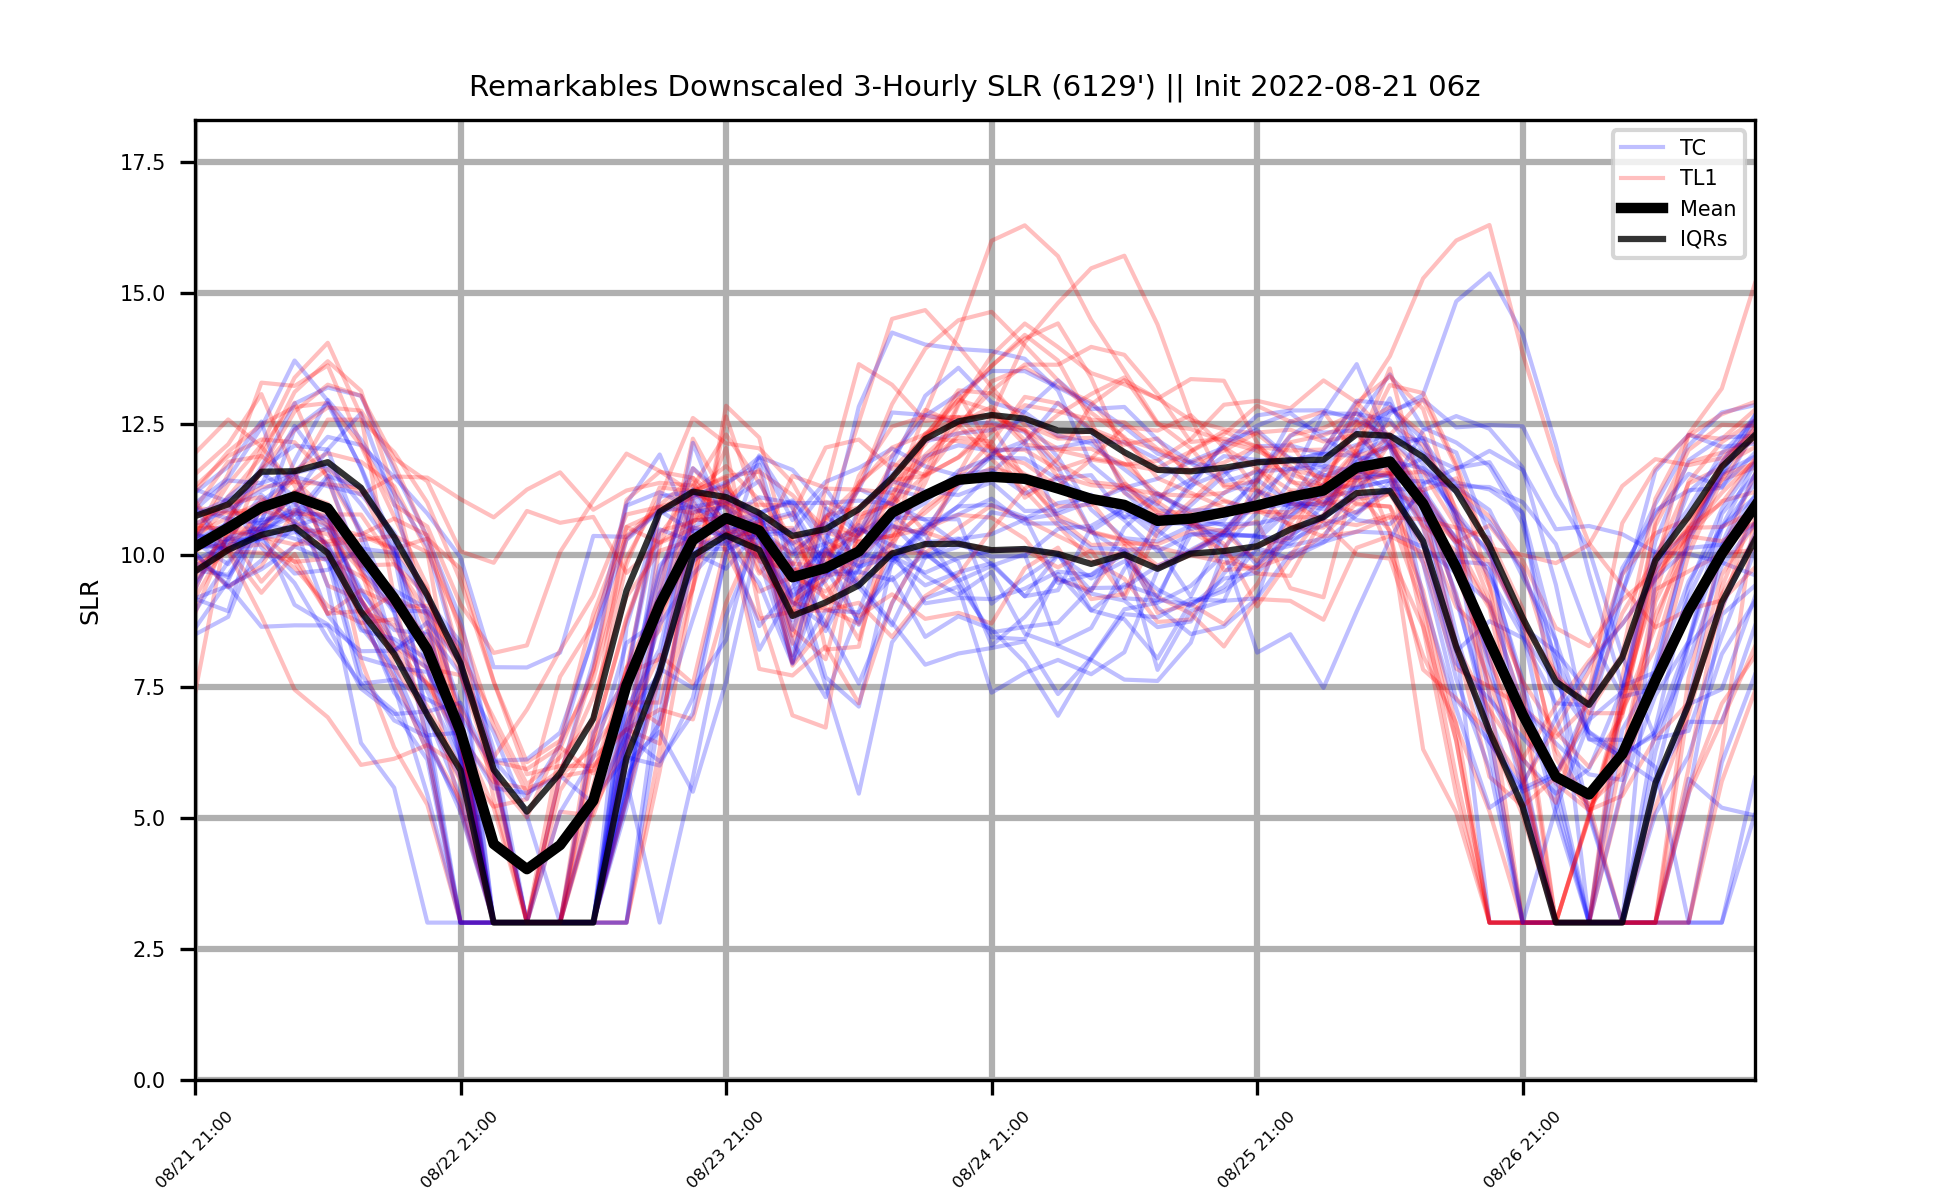 Remarkables Downscaled 3-Hourly SLR (6129') || Init 2022-08-21 06z
TC
TL1
Mean
IQRs
17.5
15.0
12.5
10.0
7.5
5.0
2.5
0.0
SLR
08/21 21:00
08/22 21:00
08/23 21:00
08/24 21:00
08/25 21:00
08/26 21:00